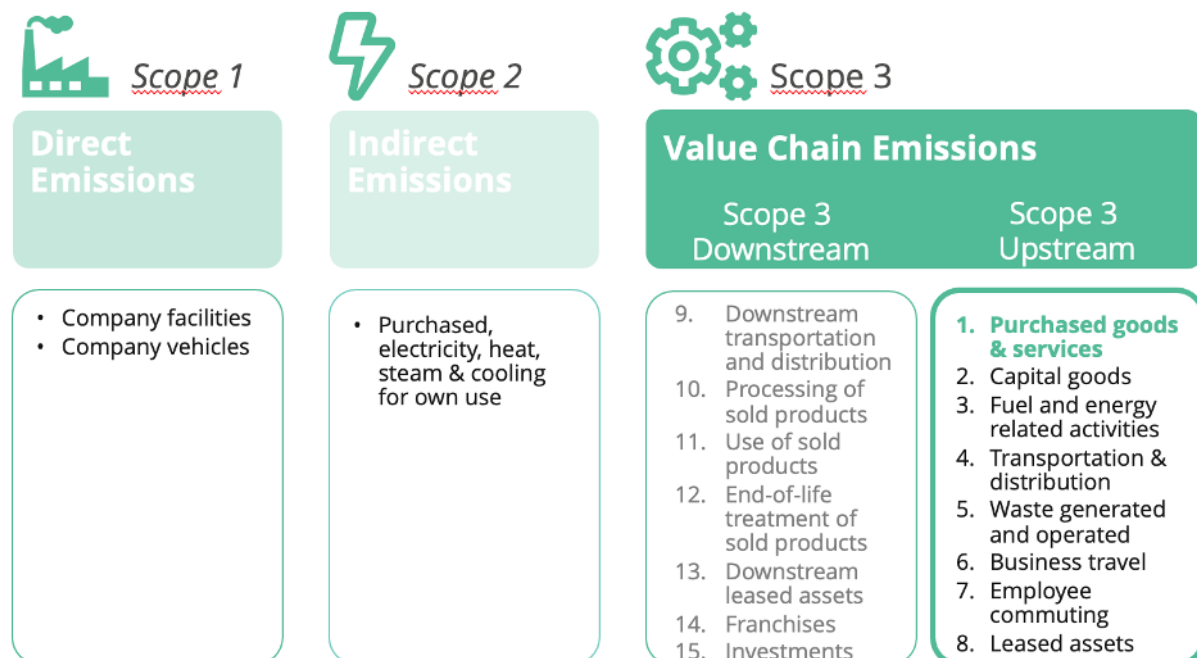 Scope 1
Direct
Emissions
• Company facilities
• Company vehicles
Scope 2
Indirect
Emissions
• Purchased,
electricity, heat,
steam & cooling
for own use
Scope 3
Value Chain Emissions
Scope 3
Downstream
9. Downstream
transportation
and distribution
10. Processing of
sold products
11. Use of sold
products
12. End-of-life
treatment of
sold products
13. Downstream
leased assets
14. Franchises
15. Investments
Scope 3
Upstream
1. Purchased goods
& services
2. Capital goods
3. Fuel and energy
related activities
4. Transportation &
distribution
5. Waste generated
and operated
6. Business travel
7. Employee
commuting
8. Leased assets